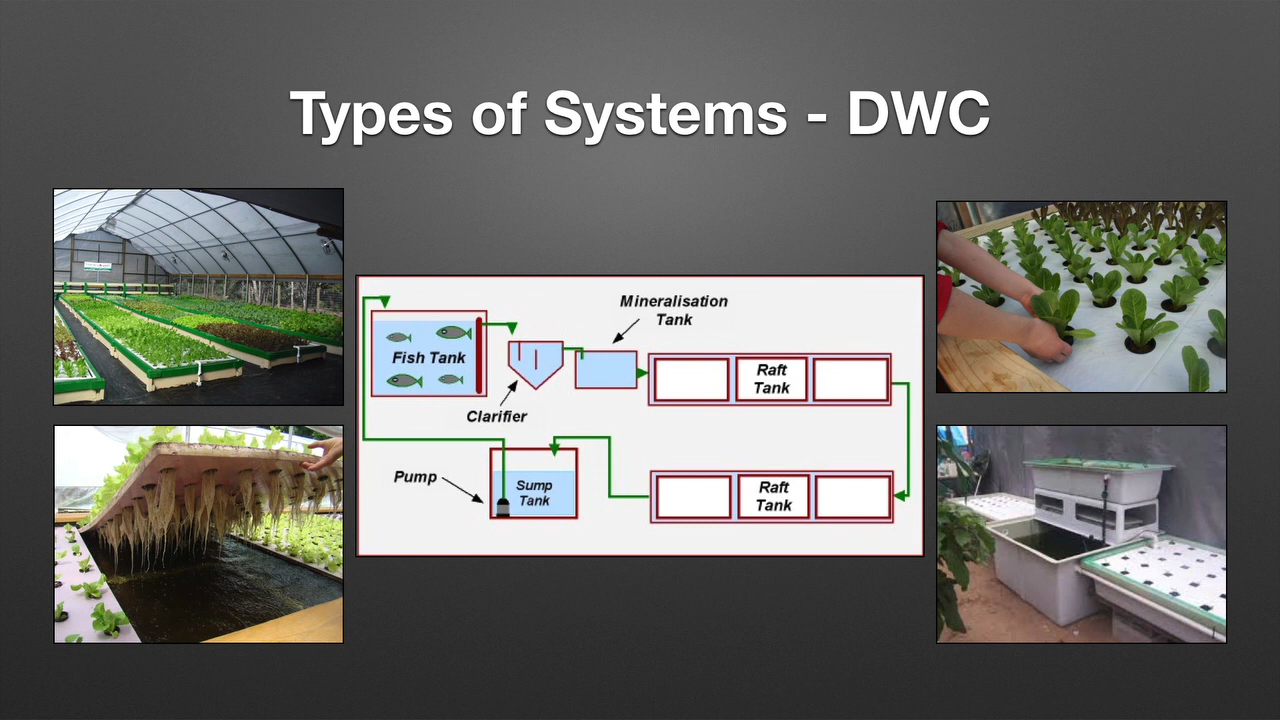 Types of Systems - DWC
Mineralisation
Tank
Fish Tank
Raft
Tank
Clarifier
Pump
Sump
Tank
Raft
Tank